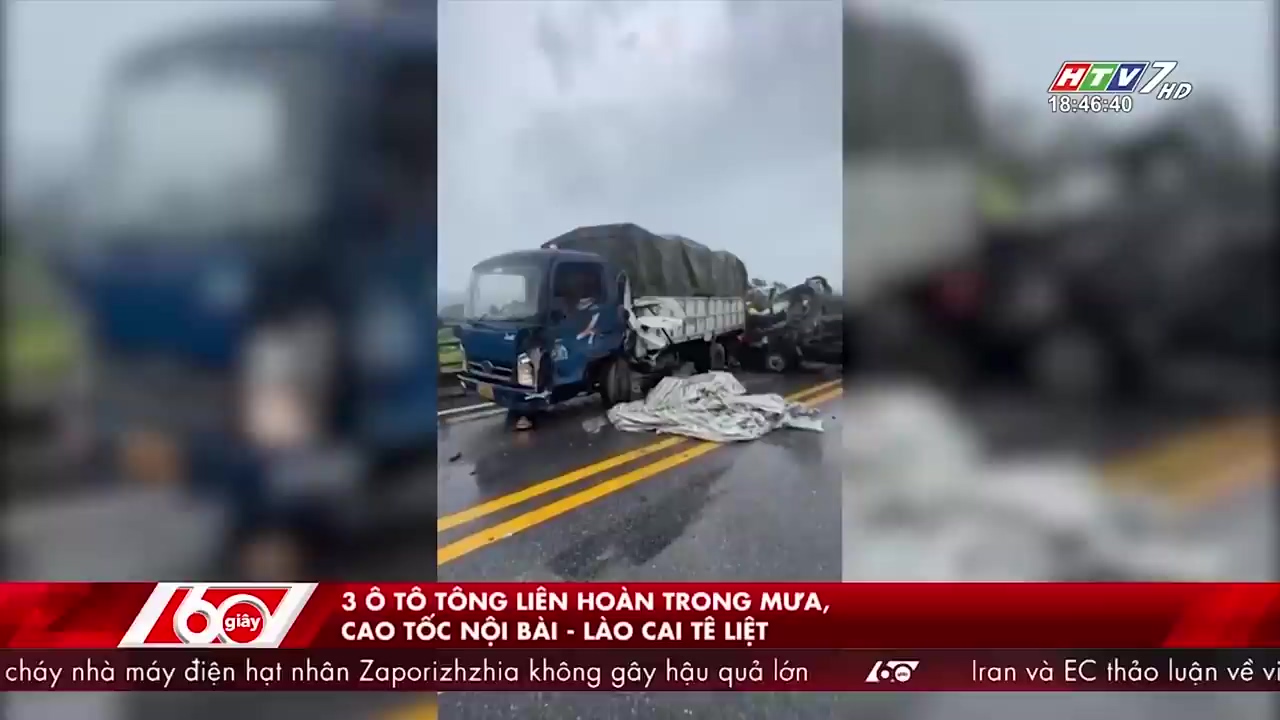 HTV7 HD
18:46:40
60 giây
3 Ô TÔ TÔNG LIÊN HOÀN TRONG MƯA,
CAO TỐC NỘI BÀI - LÀO CAI TÊ LIỆT
cháy nhà máy điện hạt nhân Zaporizhzhia không gây hậu quả lớn 60 Iran và EC thảo luận về vi